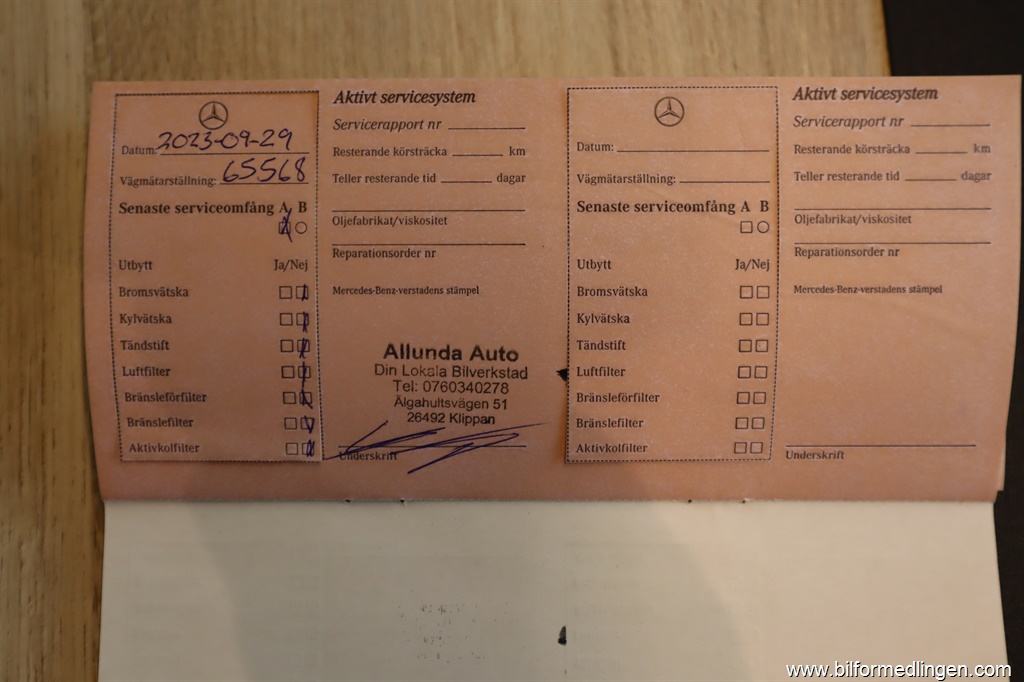 Datum: 2023-09-29
Vägmätarställning: 65568
Senaste serviceomfång A B
Utbytt Ja/Nej
Bromsvätska
Kylvätska
Tändstift
Luftfilter
Bränsleförfilter
Bränslefilter
Aktivkolfilter
Aktivt servicesystem
Servicerapport nr
Resterande körsträcka km
Teller resterande tid dagar
Oljefabrikat/viskositet
Reparationsorder nr
Mercedes-Benz-verstadens stämpel
Allunda Auto
Din Lokala Bilverkstad
Tel: 0760340278
Älgahultsvägen 51
26492 Klippan
Underskrift
Datum:
Vägmätarställning:
Senaste serviceomfång A B
Utbytt Ja/Nej
Bromsvätska
Kylvätska
Tändstift
Luftfilter
Bränsleförfilter
Bränslefilter
Aktivkolfilter
Aktivt servicesystem
Servicerapport nr
Resterande körsträcka km
Teller resterande tid dagar
Oljefabrikat/viskositet
Reparationsorder nr
Mercedes-Benz-verstadens stämpel
Underskrift
www.bilformedlingen.com